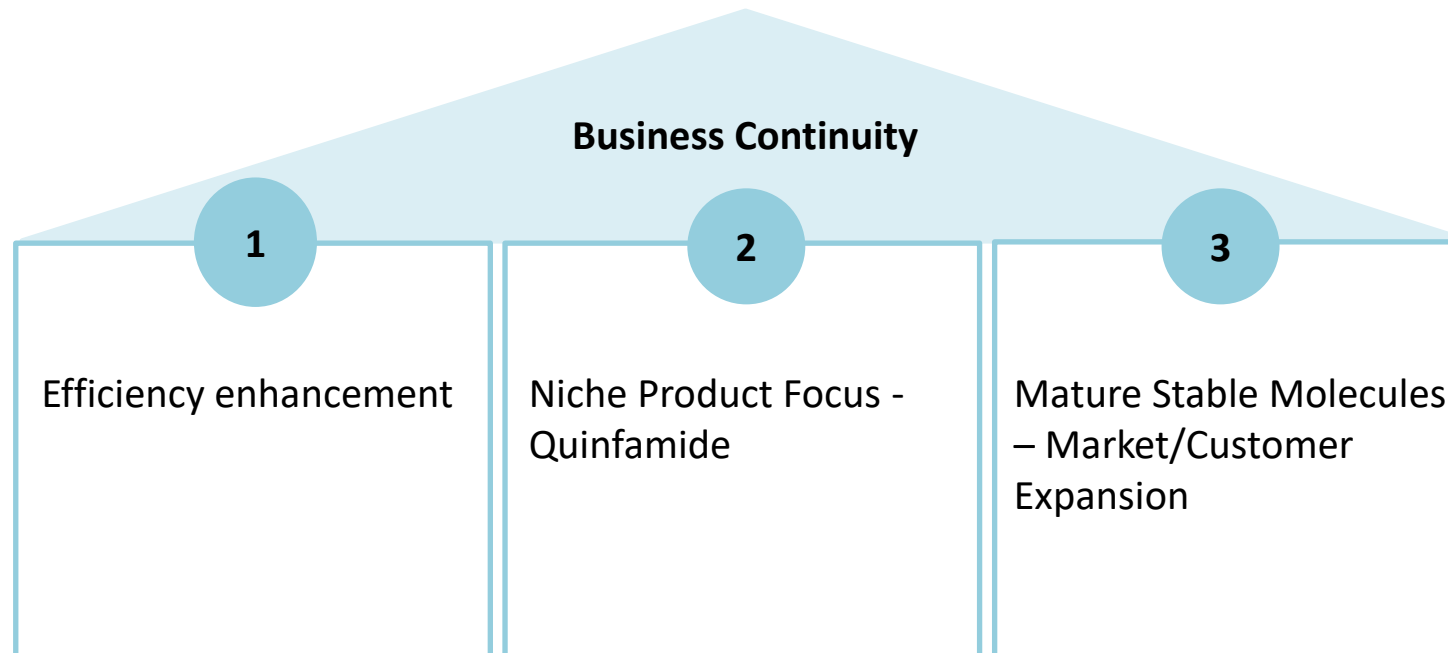 Business Continuity
1
2
3
Efficiency enhancement
Niche Product Focus -
Quinfamide
Mature Stable Molecules
– Market/Customer
Expansion